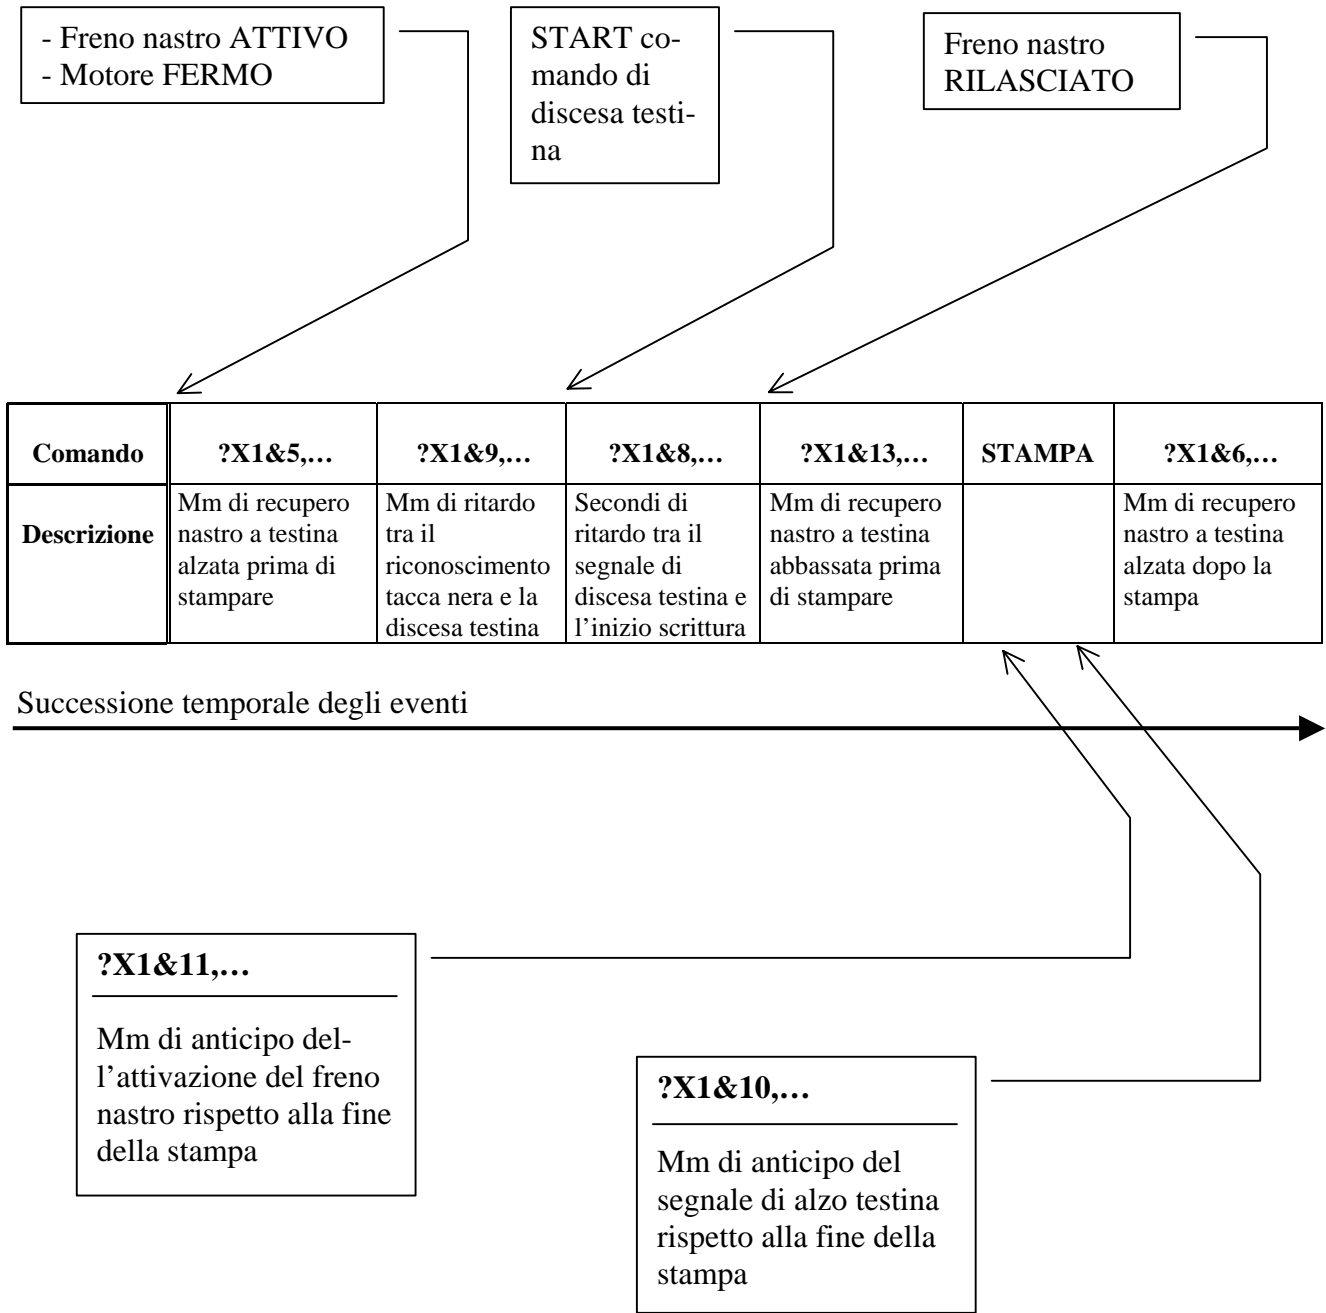 - Freno nastro ATTIVO
- Motore FERMO
START co-
mando di
discesa testi-
na
Freno nastro
RILASCIATO
Comando
?X1&5,…
?X1&9,…
?X1&8,…
?X1&13,…
STAMPA
?X1&6,…
Descrizione
Mm di recupero
nastro a testina
alzata prima di
stampare
Mm di ritardo
tra il
riconoscimento
tacca nera e la
discesa testina
Secondi di
ritardo tra il
segnale di
discesa testina e
l’inizio scrittura
Mm di recupero
nastro a testina
abbassata prima
di stampare
Mm di recupero
nastro a testina
alzata dopo la
stampa
Successione temporale degli eventi
?X1&11,…
Mm di anticipo del-
l’attivazione del freno
nastro rispetto alla fine
della stampa
?X1&10,…
Mm di anticipo del
segnale di alzo testina
rispetto alla fine della
stampa